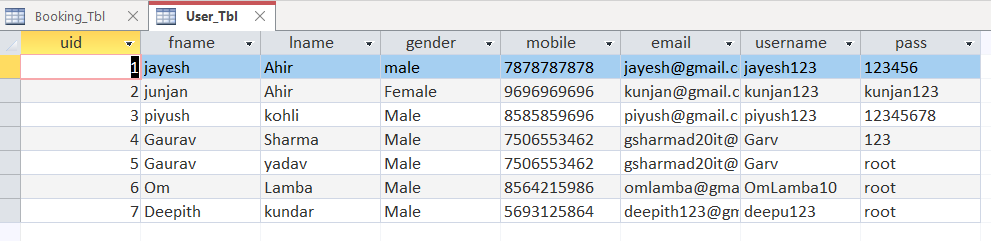 Booking_Tbl User_Tbl
uid fname lname gender mobile email username pass
1 jayesh Ahir male 7878787878 jayesh@gmail.c jayesh123 123456
2 junjan Ahir Female 9696969696 kunjan@gmail.c kunjan123 kunjan123
3 piyush kohli Male 8585859696 piyush@gmail.c piyush123 12345678
4 Gaurav Sharma Male 7506553462 gsharmad20it@ Garv 123
5 Gaurav yadav Male 7506553462 gsharmad20it@ Garv root
6 Om Lamba Male 8564215986 omlamba@gma OmLamba10 root
7 Deepith kundar Male 5693125864 deepith123@gm deepu123 root